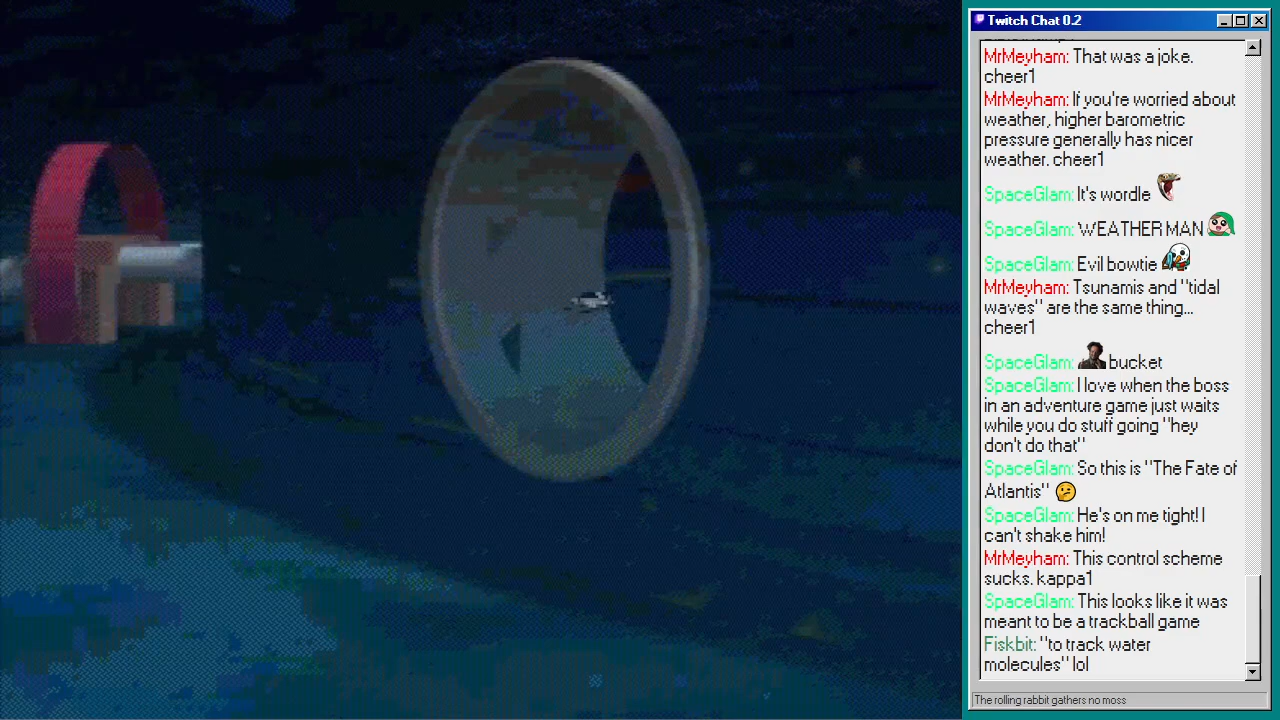 Twitch Chat 0.2
MrMeyham: That was a joke.
cheer1
MrMeyham: If you're worried about
weather, higher barometric
pressure generally has nicer
weather. cheer1
SpaceGlam: It's wordle
SpaceGlam: WEATHER MAN
SpaceGlam: Evil bowtie
MrMeyham: Tsunamis and "tidal
waves" are the same thing...
cheer1
SpaceGlam: bucket
SpaceGlam: I love when the boss
in an adventure game just waits
while you do stuff going "hey
don't do that"
SpaceGlam: So this is "The Fate of
Atlantis"
SpaceGlam: He's on me tight! I
can't shake him!
MrMeyham: This control scheme
sucks. kappa1
SpaceGlam: This looks like it was
meant to be a trackball game
Fiskbit: "to track water
molecules" lol
The rolling rabbit gathers no moss